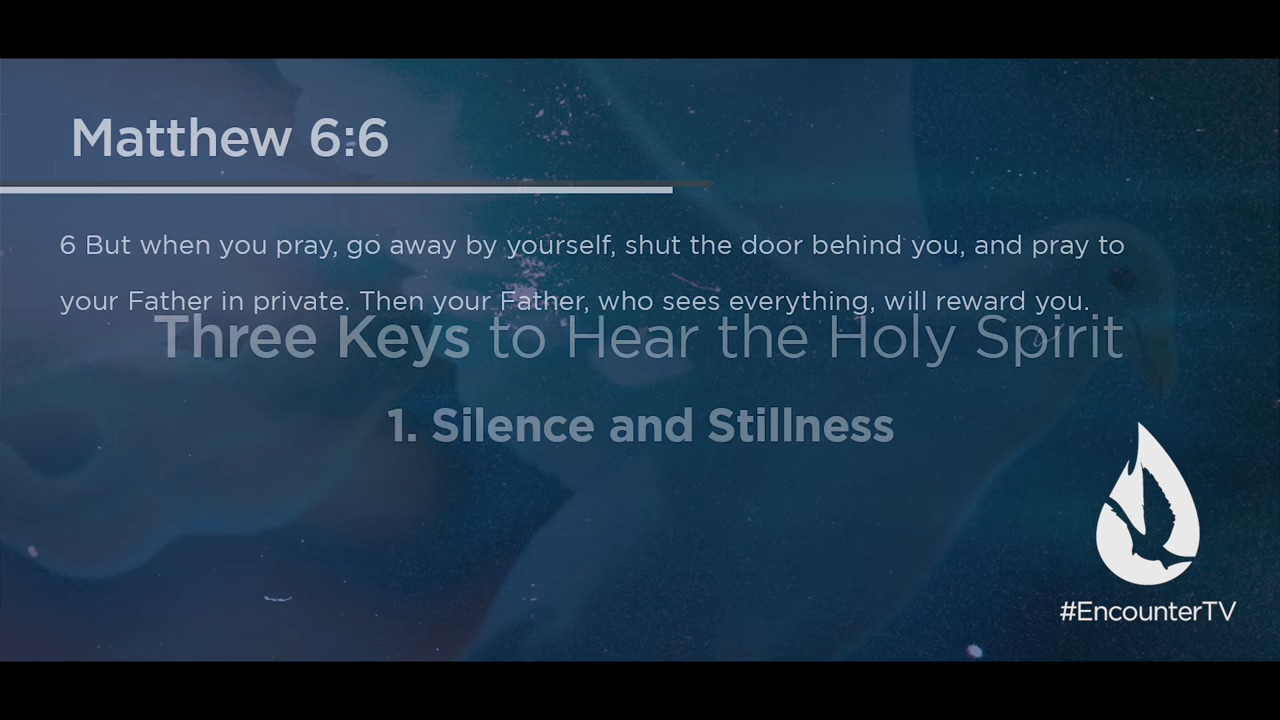 Matthew 6:6
6 But when you pray, go away by yourself, shut the door behind you, and pray to
your Father in private. Then your Father, who sees everything, will reward you.
Three Keys to Hear the Holy Spirit
1. Silence and Stillness
#EncounterTV